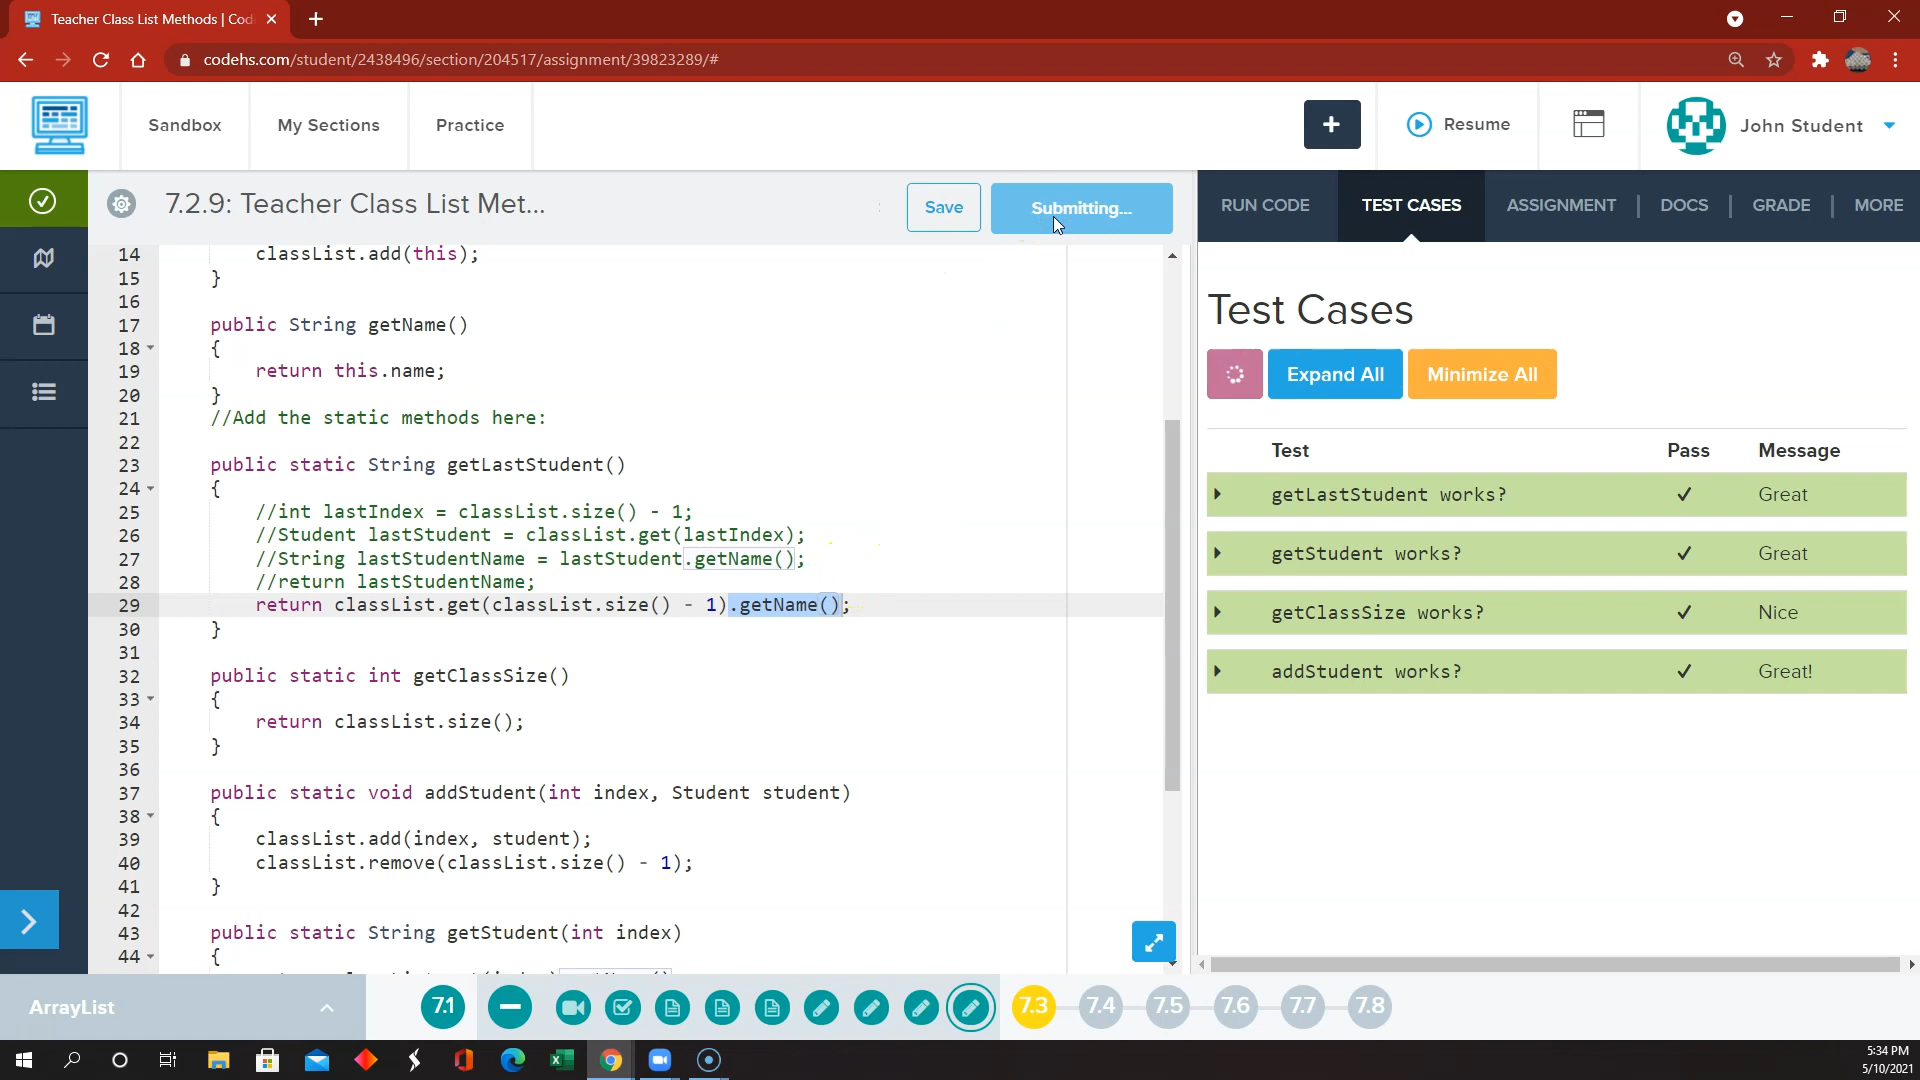 Teacher Class List Methods | Cod
codehs.com/student/2438496/section/204517/assignment/39823289/#
Sandbox
My Sections
Practice
+
Resume
John Student
7.2.9: Teacher Class List Met...
Save
Submitting...
RUN CODE
TEST CASES
ASSIGNMENT
DOCS
GRADE
MORE
14 classList.add(this);
15 }
16
17 public String getName()
18 {
19 return this.name;
20 }
21 //Add the static methods here:
22
23 public static String getLastStudent()
24 {
25 //int lastIndex = classList.size() - 1;
26 //Student lastStudent = classList.get(lastIndex);
27 //String lastStudentName = lastStudent.getName();
28 //return lastStudentName;
29 return classList.get(classList.size() - 1).getName();
30 }
31
32 public static int getClassSize()
33 {
34 return classList.size();
35 }
36
37 public static void addStudent(int index, Student student)
38 {
39 classList.add(index, student);
40 classList.remove(classList.size() - 1);
41 }
42
43 public static String getStudent(int index)
44 {
Test Cases
Expand All
Minimize All
Test Pass Message
getLastStudent works? ✓ Great
getStudent works? ✓ Great
getClassSize works? ✓ Nice
addStudent works? ✓ Great!
ArrayList
7.1
7.3
7.4
7.5
7.6
7.7
7.8
5:34 PM
5/10/2021